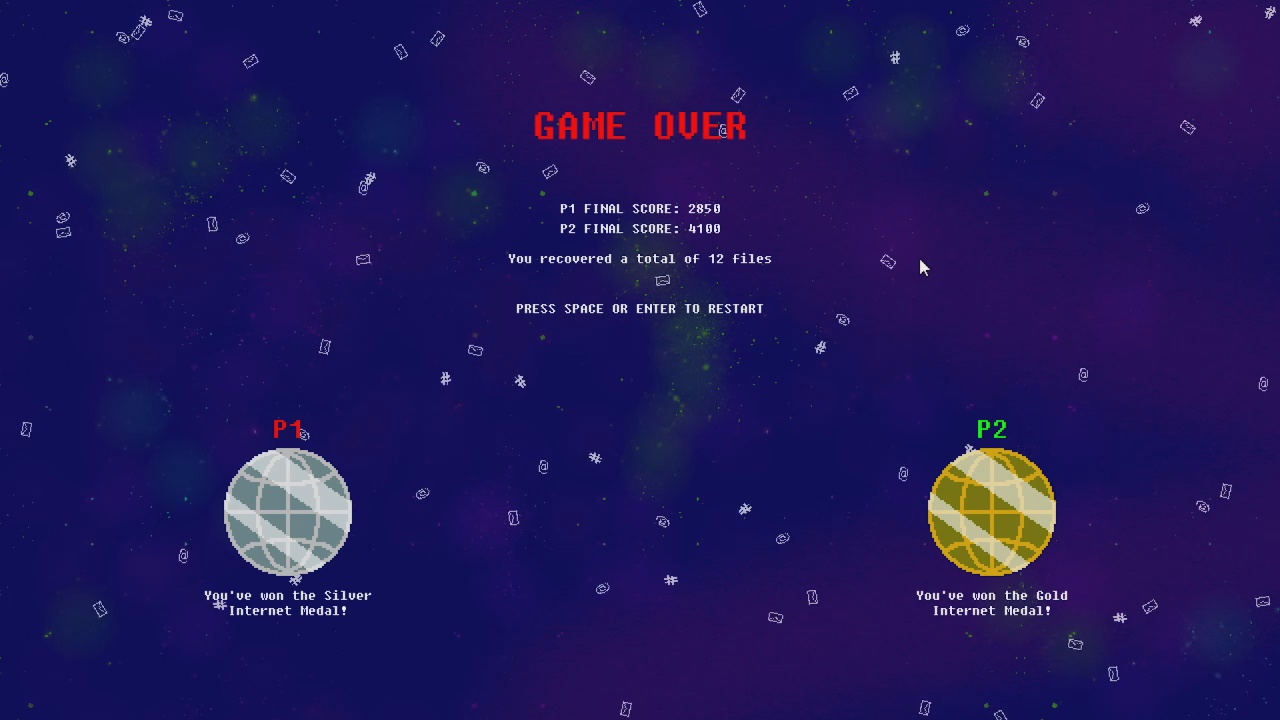 GAME OVER
P1 FINAL SCORE: 2850
P2 FINAL SCORE: 4100
You recovered a total of 12 files
PRESS SPACE OR ENTER TO RESTART
P1
You've won the Silver
Internet Medal!
P2
You've won the Gold
Internet Medal!